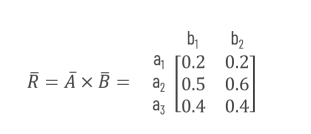 b₁ b₂
a₁ [0.2 0.2]
R̄ = Ā × B̄ = a₂ [0.5 0.6]
a₃ [0.4 0.4]